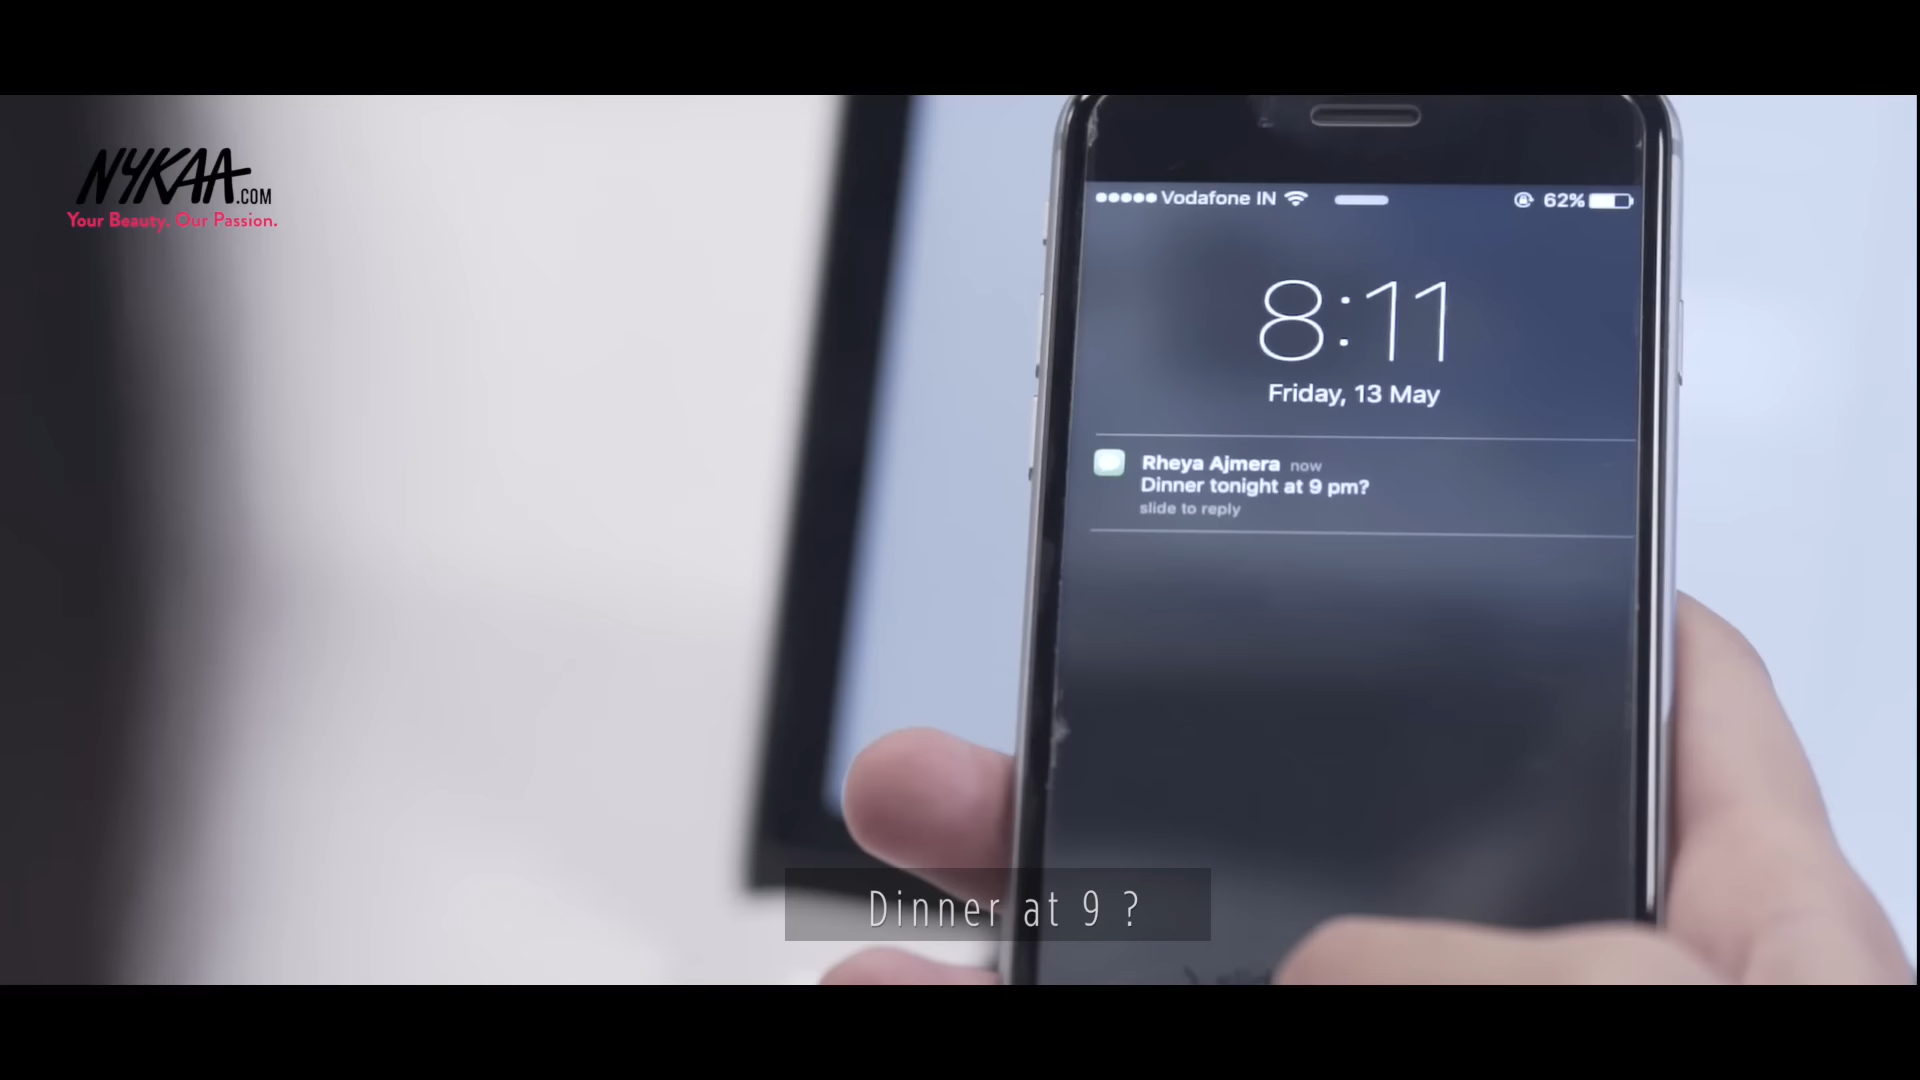 NYKAA.COM
Your Beauty. Our Passion.
Vodafone IN 62%
8:11
Friday, 13 May
Rheya Ajmera now
Dinner tonight at 9 pm?
slide to reply
Dinner at 9 ?